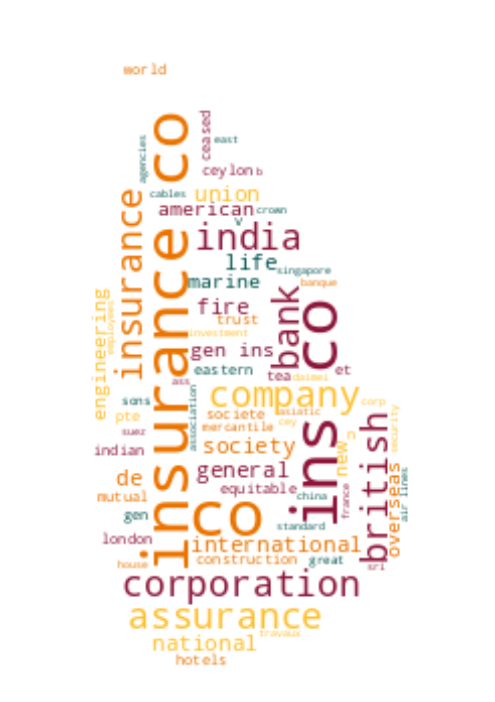 world
insurance co
ceased
east
agencies
ceylon
b
cables
union
american
crown
v
insurance
india
life
singapore
marine
banque
engineering
employees
fire
bank
co
trust
investment
gen ins
eastern
et
ass
tea
daimei
company
sons
association
corp
pte
societe
asiatic
security
mercantile
cey
suez
ins
british
new
p
indian
society
general
de
overseas
equitable
air lines
mutual
china
france
co
gen
standard
london
international
house
construction
great
sri
corporation
assurance
national
travaux
hotels